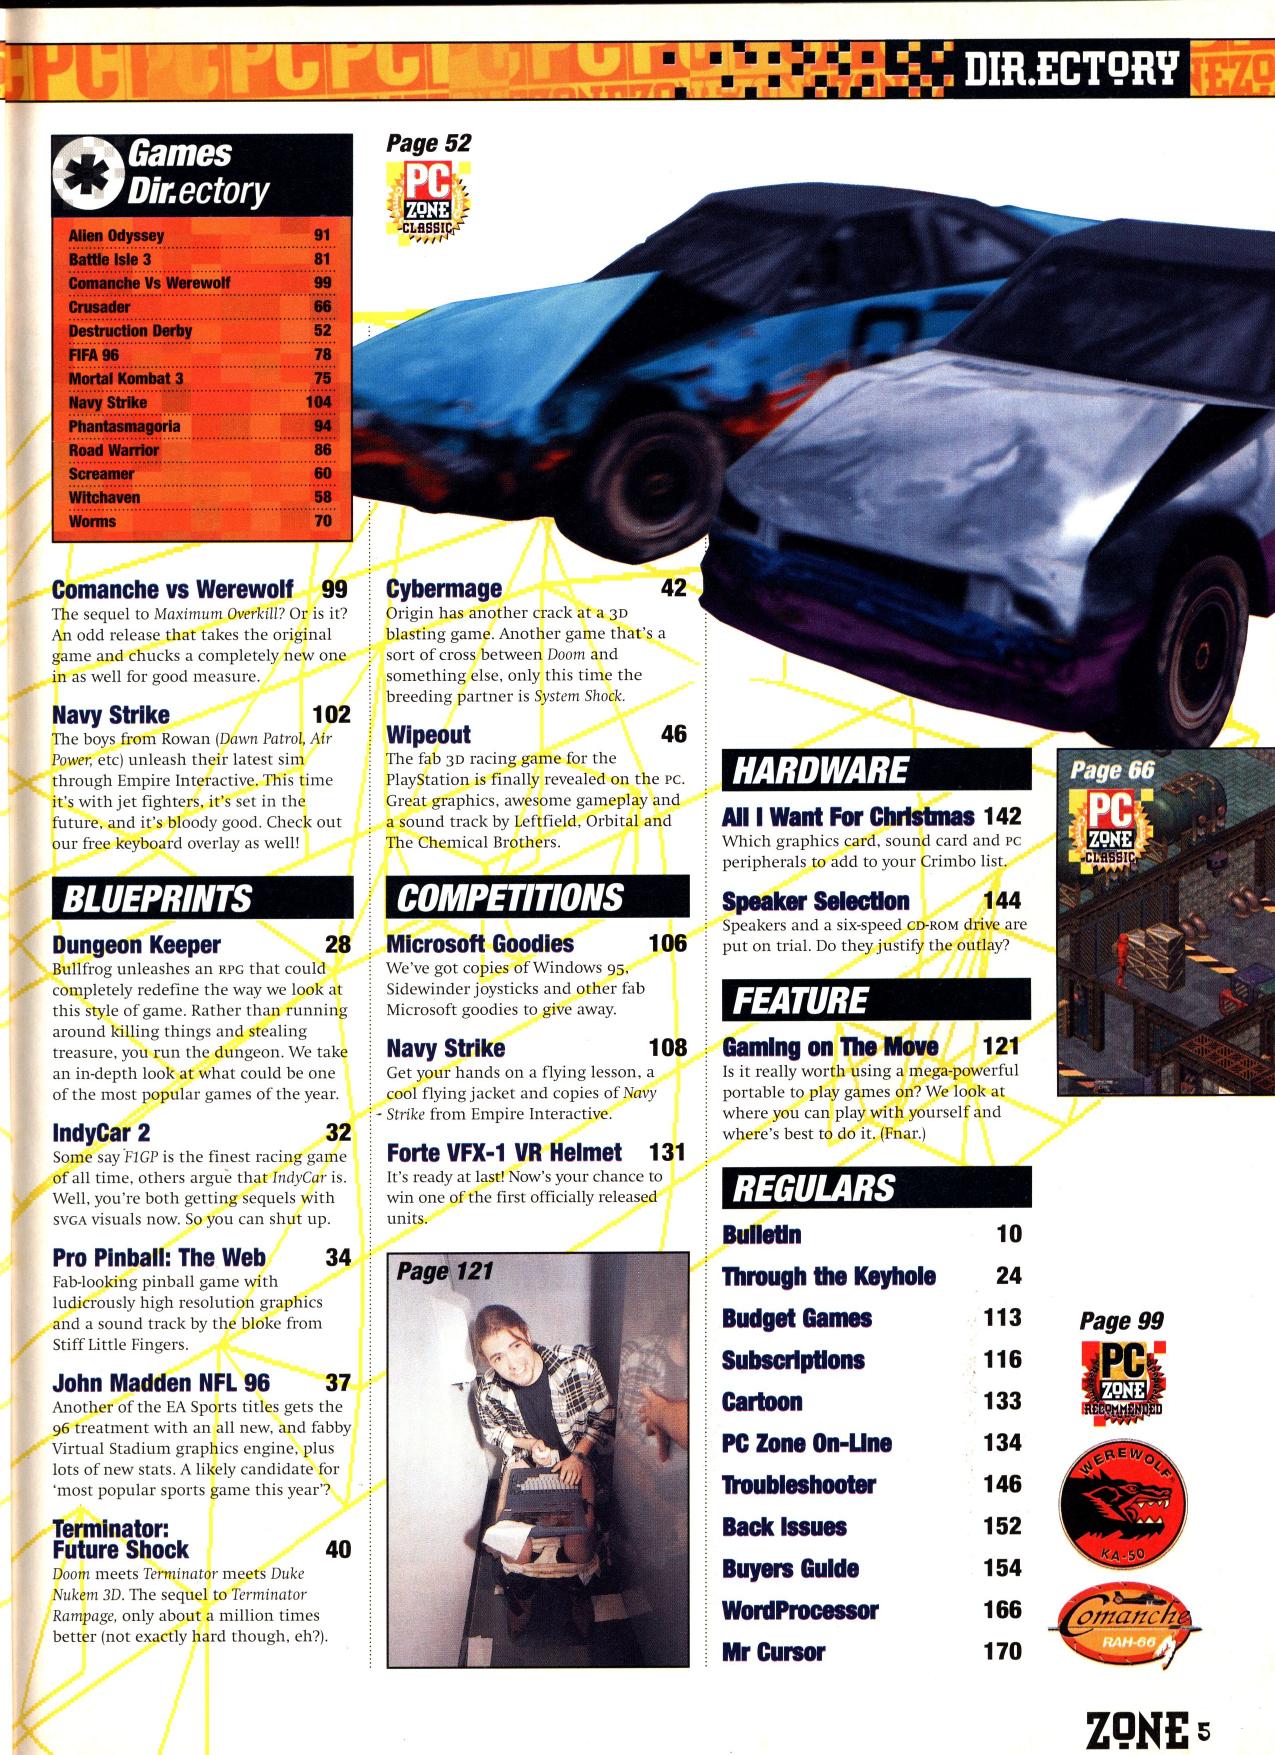 DIR.ECTORY
Games
Dir.ectory
Alien Odyssey 91
Battle Isle 3 81
Comanche Vs Werewolf 99
Crusader 66
Destruction Derby 52
FIFA 96 78
Mortal Kombat 3 75
Navy Strike 104
Phantasmagoria 94
Road Warrior 86
Screamer 60
Witchaven 58
Worms 70
Page 52
PC
ZONE
CLASSIC
Comanche vs Werewolf 99
The sequel to Maximum Overkill? Or is it?
An odd release that takes the original
game and chucks a completely new one
in as well for good measure.
Navy Strike 102
The boys from Rowan (Dawn Patrol, Air
Power, etc) unleash their latest sim
through Empire Interactive. This time
it's with jet fighters, it's set in the
future, and it's bloody good. Check out
our free keyboard overlay as well!
BLUEPRINTS
Dungeon Keeper 28
Bullfrog unleashes an RPG that could
completely redefine the way we look at
this style of game. Rather than running
around killing things and stealing
treasure, you run the dungeon. We take
an in-depth look at what could be one
of the most popular games of the year.
IndyCar 2 32
Some say F1GP is the finest racing game
of all time, others argue that IndyCar is.
Well, you're both getting sequels with
SVGA visuals now. So you can shut up.
Pro Pinball: The Web 34
Fab-looking pinball game with
ludicrously high resolution graphics
and a sound track by the bloke from
Stiff Little Fingers.
John Madden NFL 96 37
Another of the EA Sports titles gets the
96 treatment with an all new, and fabby
Virtual Stadium graphics engine, plus
lots of new stats. A likely candidate for
'most popular sports game this year'?
Terminator:
Future Shock 40
Doom meets Terminator meets Duke
Nukem 3D. The sequel to Terminator
Rampage, only about a million times
better (not exactly hard though, eh?).
Cybermage 42
Origin has another crack at a 3D
blasting game. Another game that's a
sort of cross between Doom and
something else, only this time the
breeding partner is System Shock.
Wipeout 46
The fab 3D racing game for the
PlayStation is finally revealed on the PC.
Great graphics, awesome gameplay and
a sound track by Leftfield, Orbital and
The Chemical Brothers.
COMPETITIONS
Microsoft Goodies 106
We've got copies of Windows 95,
Sidewinder joysticks and other fab
Microsoft goodies to give away.
Navy Strike 108
Get your hands on a flying lesson, a
cool flying jacket and copies of Navy
Strike from Empire Interactive.
Forte VFX-1 VR Helmet 131
It's ready at last! Now's your chance to
win one of the first officially released
units.
Page 121
HARDWARE
All I Want For Christmas 142
Which graphics card, sound card and PC
peripherals to add to your Crimbo list.
Speaker Selection 144
Speakers and a six-speed CD-ROM drive are
put on trial. Do they justify the outlay?
FEATURE
Gaming on The Move 121
Is it really worth using a mega-powerful
portable to play games on? We look at
where you can play with yourself and
where's best to do it. (Fnar.)
REGULARS
Bulletin 10
Through the Keyhole 24
Budget Games 113
Subscriptions 116
Cartoon 133
PC Zone On-Line 134
Troubleshooter 146
Back Issues 152
Buyers Guide 154
WordProcessor 166
Mr Cursor 170
Page 66
PC
ZONE
CLASSIC
Page 99
PC
ZONE
RECOMMENDED
WEREWOLF
KA-50
Comanche
RAH-66
ZONE 5